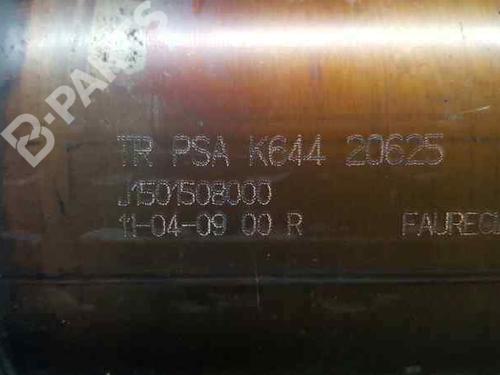 B-PARTS
TR PSA K644 20625
J1501508000
11-04-09 00 R FAURECI